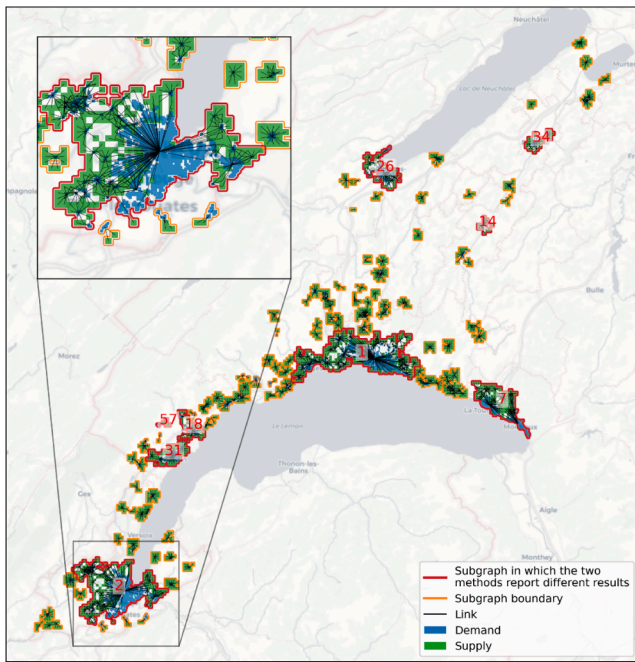 Neuchâtel
Murten
Lac de Neuchâtel
34
26
14
Bulle
Morez
1
7
La Tour
57
18
Le Léman
31
Thonon-les-
Bains
Gex
Aigle
Versoix
Monthey
2
Subgraph in which the two
methods report different results
Subgraph boundary
Link
Demand
Supply